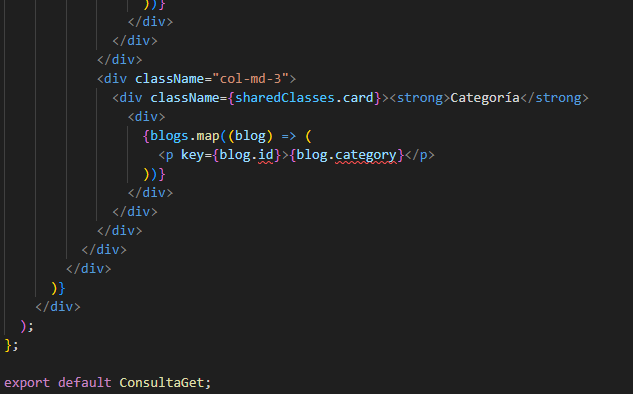 ))}
</div>
</div>
</div>
<div className="col-md-3">
<div className={sharedClasses.card}><strong>Categoría</strong>
<div>
{blogs.map((blog) => (
<p key={blog.id}>{blog.category}</p>
))}
</div>
</div>
</div>
</div>
</div>
)}
</div>
);
};
export default ConsultaGet;